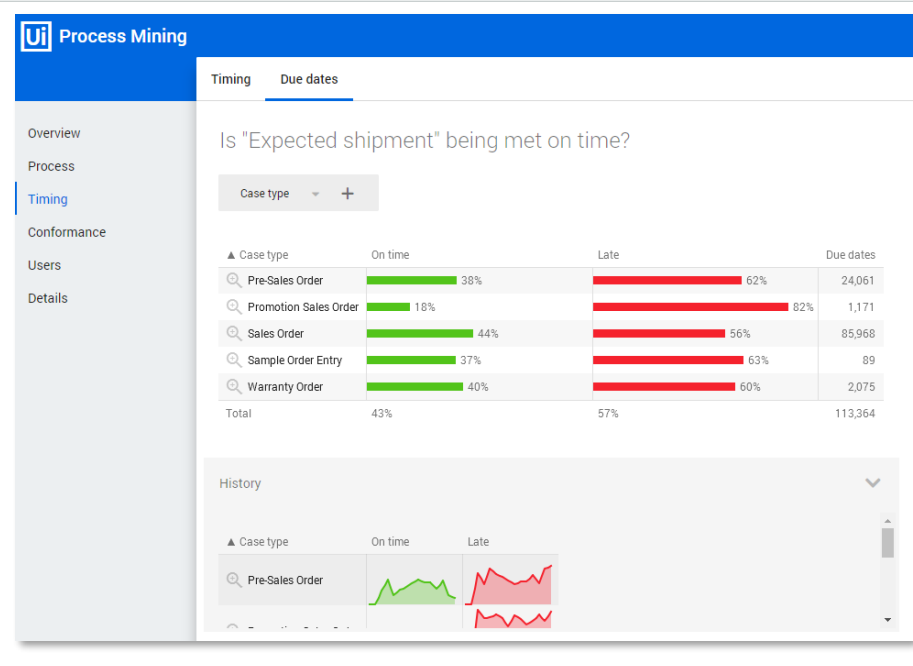 Ui Process Mining
Timing Due dates
Overview
Process
Timing
Conformance
Users
Details
Is "Expected shipment" being met on time?
Case type +
▲ Case type On time Late Due dates
Pre-Sales Order 38% 62% 24,061
Promotion Sales Order 18% 82% 1,171
Sales Order 44% 56% 85,968
Sample Order Entry 37% 63% 89
Warranty Order 40% 60% 2,075
Total 43% 57% 113,364
History
▲ Case type On time Late
Pre-Sales Order